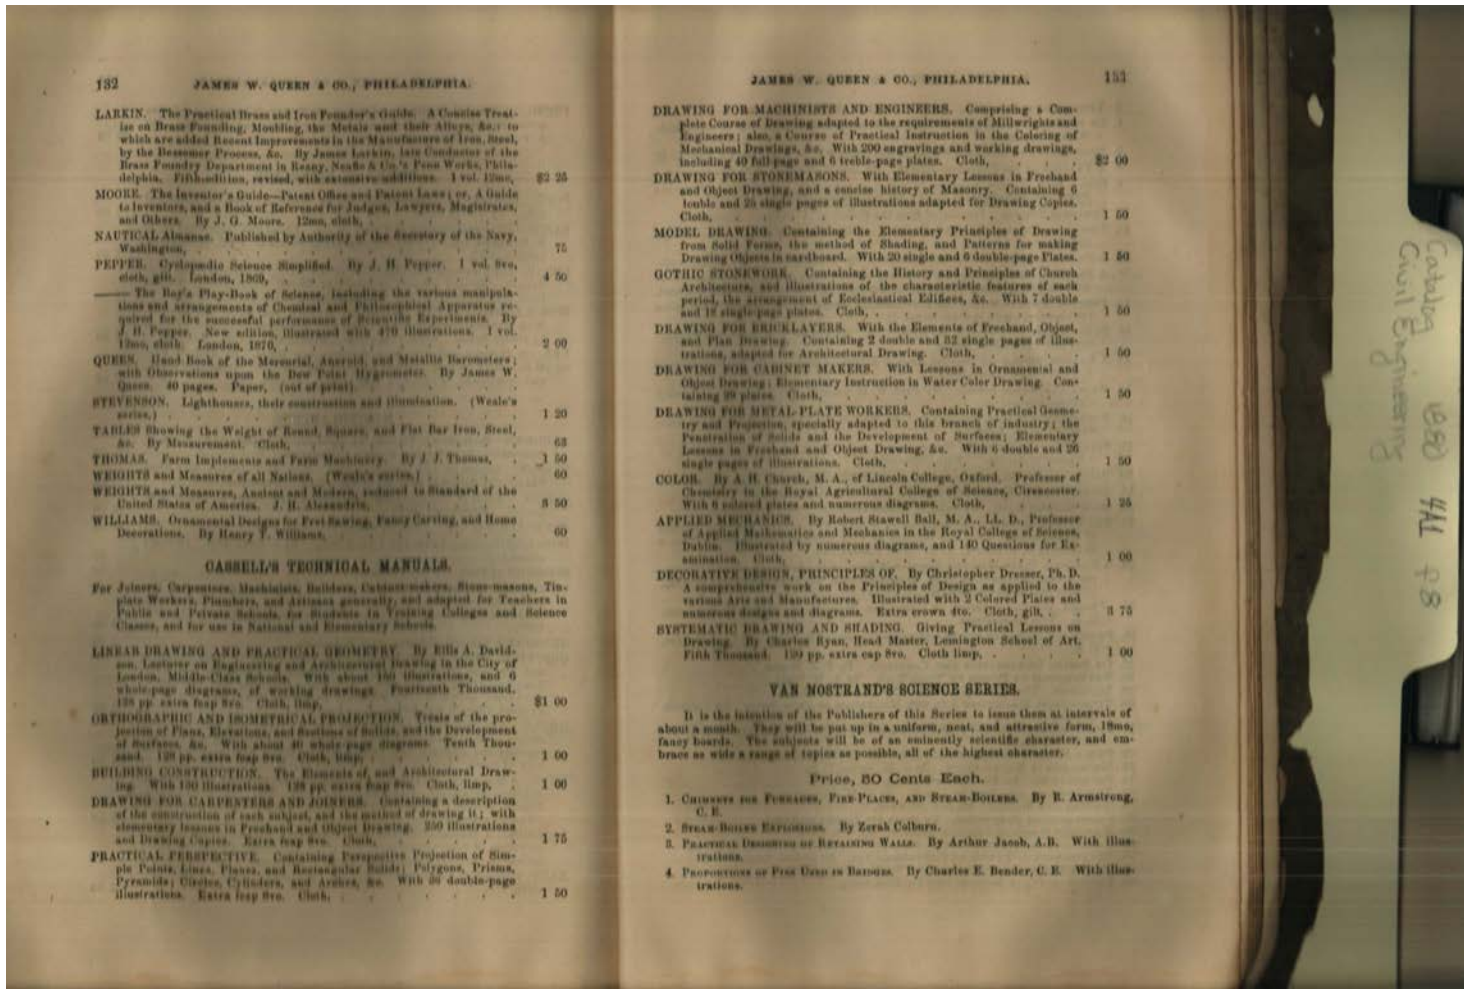 132 JAMES W. QUEEN & CO., PHILADELPHIA.
LARKIN. The Practical Brass and Iron Founder's Guide. A Concise Treat-
ise on Brass Founding, Moulding, the Metals and their Alloys, &c.; to
which are added Recent Improvements in the Manufacture of Iron, Steel,
by the Bessemer Process, &c. By James Larkin, late Conductor of the
Brass Foundry Department in Reany, Neafie & Co.'s Penn Works, Phila-
delphia. Fifth edition, revised, with extensive additions. 1 vol. 12mo, $2 25
MOORE. The Inventor's Guide—Patent Office and Patent Laws; or, A Guide
to Inventors, and a Book of Reference for Judges, Lawyers, Magistrates,
and Others. By J. G. Moore. 12mo, cloth,
NAUTICAL Almanac. Published by Authority of the Secretary of the Navy,
Washington, 75
PEPPER. Cyclopædic Science Simplified. By J. H. Pepper. 1 vol. 8vo,
cloth, gilt. London, 1869, 4 50
—— The Boy's Play-Book of Science, including the various manipula-
tions and arrangements of Chemical and Philosophical Apparatus re-
quired for the successful performance of Scientific Experiments. By
J. H. Pepper. New edition, illustrated with 470 illustrations. 1 vol.
12mo, cloth. London, 1870, 2 00
QUEEN. Hand Book of the Mercurial, Aneroid, and Metallic Barometers;
with Observations upon the Dew Point Hygrometer. By James W.
Queen. 40 pages. Paper, (out of print)
STEVENSON. Lighthouses, their construction and illumination. (Weale's
series.) 1 20
TABLES Showing the Weight of Round, Square, and Flat Bar Iron, Steel,
&c. By Measurement. Cloth, 63
THOMAS. Farm Implements and Farm Machinery. By J. J. Thomas, 1 50
WEIGHTS and Measures of all Nations. (Weale's series.) 60
WEIGHTS and Measures, Ancient and Modern, reduced to Standard of the
United States of America. J. H. Alexander, 3 50
WILLIAMS. Ornamental Designs for Fret Sawing, Fancy Carving, and Home
Decorations. By Henry T. Williams, 60
CASSELL'S TECHNICAL MANUALS.
For Joiners, Carpenters, Machinists, Builders, Cabinet-makers, Stone-masons, Tin-
plate Workers, Plumbers, and Artisans generally, and adapted for Teachers in
Public and Private Schools, for Students in Training Colleges and Science
Classes, and for use in National and Elementary Schools.
LINEAR DRAWING AND PRACTICAL GEOMETRY. By Ellis A. David-
son, Lecturer on Engineering and Architectural Drawing in the City of
London, Middle-Class Schools. With about 150 illustrations, and 6
whole-page diagrams, of working drawings. Fourteenth Thousand.
128 pp. extra fcap 8vo. Cloth, limp, $1 00
ORTHOGRAPHIC AND ISOMETRICAL PROJECTION. Treats of the pro-
jection of Plans, Elevations, and Sections of Solids, and the Development
of Surfaces, &c. With about 40 whole-page diagrams. Tenth Thou-
sand. 128 pp. extra fcap 8vo. Cloth, limp, 1 00
BUILDING CONSTRUCTION. The Elements of, and Architectural Draw-
ing. With 130 illustrations. 128 pp. extra fcap 8vo. Cloth, limp, 1 00
DRAWING FOR CARPENTERS AND JOINERS. Containing a description
of the construction of each subject, and the method of drawing it; with
elementary lessons in Freehand and Object Drawing. 250 illustrations
and Drawing Copies. Extra fcap 8vo. Cloth, 1 75
PRACTICAL PERSPECTIVE. Containing Perspective Projection of Sim-
ple Points, Lines, Planes, and Rectangular Solids; Polygons, Prisms,
Pyramids; Circles, Cylinders, and Arches, &c. With double-page
illustrations. Extra fcap 8vo. Cloth, 1 50
JAMES W. QUEEN & CO., PHILADELPHIA. 133
DRAWING FOR MACHINISTS AND ENGINEERS. Comprising a Com-
plete Course of Drawing adapted to the requirements of Millwrights and
Engineers; also, a Course of Practical Instruction in the Coloring of
Mechanical Drawings, &c. With 200 engravings and working drawings,
including 40 full-page and 6 treble-page plates. Cloth, $2 00
DRAWING FOR STONEMASONS. With Elementary Lessons in Freehand
and Object Drawing, and a concise history of Masonry. Containing 6
double and 28 single pages of illustrations adapted for Drawing Copies.
Cloth, 1 50
MODEL DRAWING. Containing the Elementary Principles of Drawing
from Solid Forms, the method of Shading, and Patterns for making
Drawing Objects in cardboard. With 20 single and 6 double-page Plates. 1 50
GOTHIC STONEWORK. Containing the History and Principles of Church
Architecture, and illustrations of the characteristic features of each
period, the arrangement of Ecclesiastical Edifices, &c. With 7 double
and 18 single-page plates. Cloth, 1 50
DRAWING FOR BRICKLAYERS. With the Elements of Freehand, Object,
and Plan Drawing. Containing 2 double and 32 single pages of illus-
trations, adapted for Architectural Drawing. Cloth, 1 50
DRAWING FOR CABINET MAKERS. With Lessons in Ornamental and
Object Drawing; Elementary Instruction in Water Color Drawing. Con-
taining plates. Cloth, 1 50
DRAWING FOR METAL-PLATE WORKERS. Containing Practical Geome-
try and Projection, specially adapted to this branch of industry; the
Penetration of Solids and the Development of Surfaces; Elementary
Lessons in Freehand and Object Drawing, &c. With 6 double and 26
single pages of illustrations. Cloth, 1 50
COLOR. By A. H. Church, M. A., of Lincoln College, Oxford. Professor of
Chemistry in the Royal Agricultural College of Science, Cirencester.
With 6 colored plates and numerous diagrams. Cloth, 1 25
APPLIED MECHANICS. By Robert Stawell Ball, M. A., LL. D., Professor
of Applied Mathematics and Mechanics in the Royal College of Science,
Dublin. Illustrated by numerous diagrams, and 140 Questions for Ex-
amination. Cloth, 1 00
DECORATIVE DESIGN, PRINCIPLES OF. By Christopher Dresser, Ph. D.
A comprehensive work on the Principles of Design as applied to the
various Arts and Manufactures. Illustrated with 2 Colored Plates and
numerous designs and diagrams. Extra crown 4to. Cloth, gilt, 3 75
SYSTEMATIC DRAWING AND SHADING. Giving Practical Lessons on
Drawing. By Charles Ryan, Head Master, Lemington School of Art,
Fifth Thousand. 120 pp. extra cap 8vo. Cloth limp, 1 00
VAN NOSTRAND'S SCIENCE SERIES.
It is the intention of the Publishers of this Series to issue them at intervals of
about a month. They will be put up in a uniform, neat, and attractive form, 18mo,
fancy boards. The subjects will be of an eminently scientific character, and em-
brace as wide a range of topics as possible, all of the highest character.
Price, 50 Cents Each.
1. CHIMNEYS FOR FURNACES, FIRE-PLACES, AND STEAM-BOILERS. By R. Armstrong,
C. E.
2. STEAM-BOILER EXPLOSIONS. By Zerah Colburn.
3. PRACTICAL DESIGNING OF RETAINING WALLS. By Arthur Jacob, A.B. With illus-
trations.
4. PROPORTIONS OF PINS USED IN BRIDGES. By Charles E. Bender, C. E. With illus-
trations.
Catalog 1880 4A1 P8
Civil Engineering